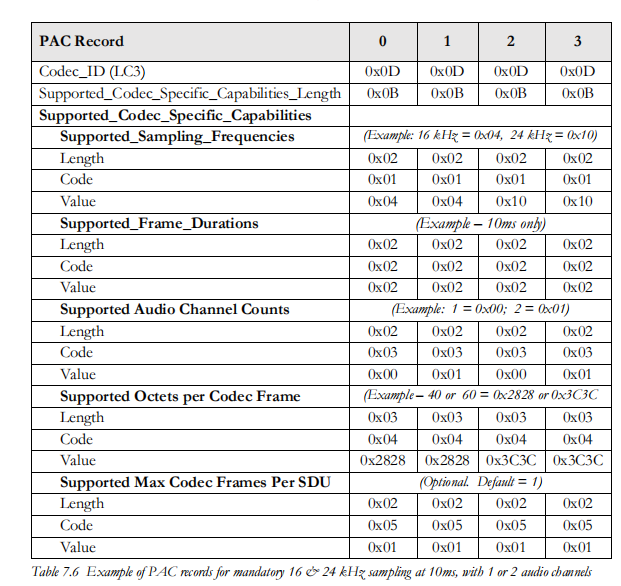 PAC Record 0 1 2 3
Codec_ID (LC3) 0x0D 0x0D 0x0D 0x0D
Supported_Codec_Specific_Capabilities_Length 0x0B 0x0B 0x0B 0x0B
Supported_Codec_Specific_Capabilities
Supported_Sampling_Frequencies (Example: 16 kHz = 0x04, 24 kHz = 0x10)
Length 0x02 0x02 0x02 0x02
Code 0x01 0x01 0x01 0x01
Value 0x04 0x04 0x10 0x10
Supported_Frame_Durations (Example – 10ms only)
Length 0x02 0x02 0x02 0x02
Code 0x02 0x02 0x02 0x02
Value 0x02 0x02 0x02 0x02
Supported Audio Channel Counts (Example: 1 = 0x00; 2 = 0x01)
Length 0x02 0x02 0x02 0x02
Code 0x03 0x03 0x03 0x03
Value 0x00 0x01 0x00 0x01
Supported Octets per Codec Frame (Example – 40 or 60 = 0x2828 or 0x3C3C
Length 0x03 0x03 0x03 0x03
Code 0x04 0x04 0x04 0x04
Value 0x2828 0x2828 0x3C3C 0x3C3C
Supported Max Codec Frames Per SDU (Optional. Default = 1)
Length 0x02 0x02 0x02 0x02
Code 0x05 0x05 0x05 0x05
Value 0x01 0x01 0x01 0x01
Table 7.6 Example of PAC records for mandatory 16 & 24 kHz sampling at 10ms, with 1 or 2 audio channels